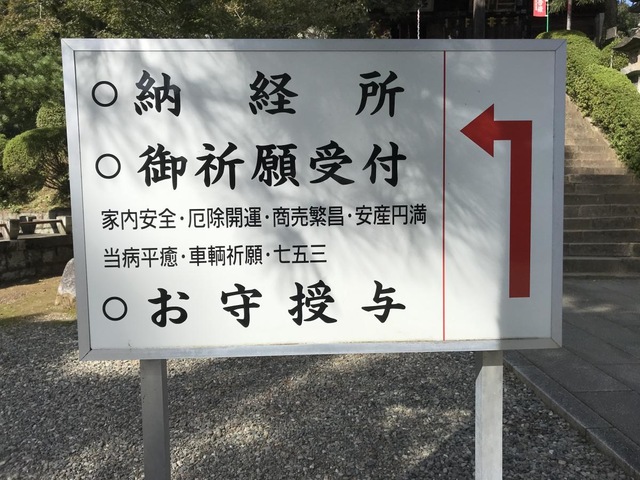 ○ 納経所
○ 御祈願受付
家内安全・厄除開運・商売繁昌・安産円満
当病平癒・車輌祈願・七五三
○ お守授与